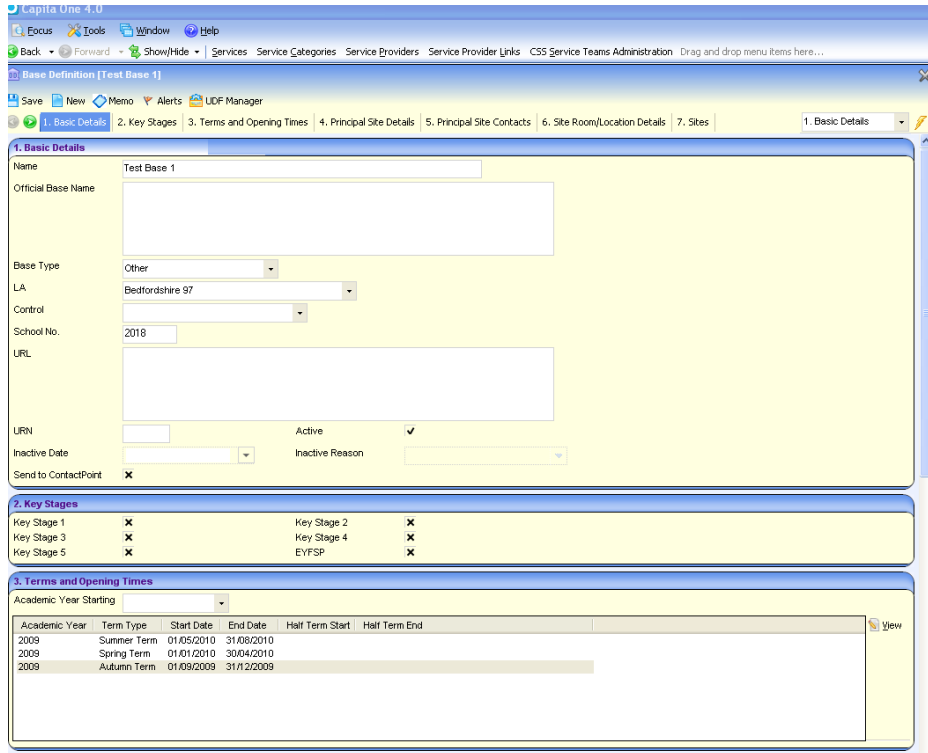 Capita One 4.0
Focus Tools Window Help
Back Forward Show/Hide Services Service Categories Service Providers Service Provider Links CSS Service Teams Administration Drag and drop menu items here...
Base Definition [Test Base 1]
Save New Memo Alerts UDF Manager
1. Basic Details 2. Key Stages 3. Terms and Opening Times 4. Principal Site Details 5. Principal Site Contacts 6. Site Room/Location Details 7. Sites 1. Basic Details
1. Basic Details
Name Test Base 1
Official Base Name
Base Type Other
LA Bedfordshire 97
Control
School No. 2018
URL
URN Active
Inactive Date Inactive Reason
Send to ContactPoint
2. Key Stages
Key Stage 1 Key Stage 2
Key Stage 3 Key Stage 4
Key Stage 5 EYFSP
3. Terms and Opening Times
Academic Year Starting
Academic Year Term Type Start Date End Date Half Term Start Half Term End View
2009 Summer Term 01/05/2010 31/08/2010
2009 Spring Term 01/01/2010 30/04/2010
2009 Autumn Term 01/09/2009 31/12/2009